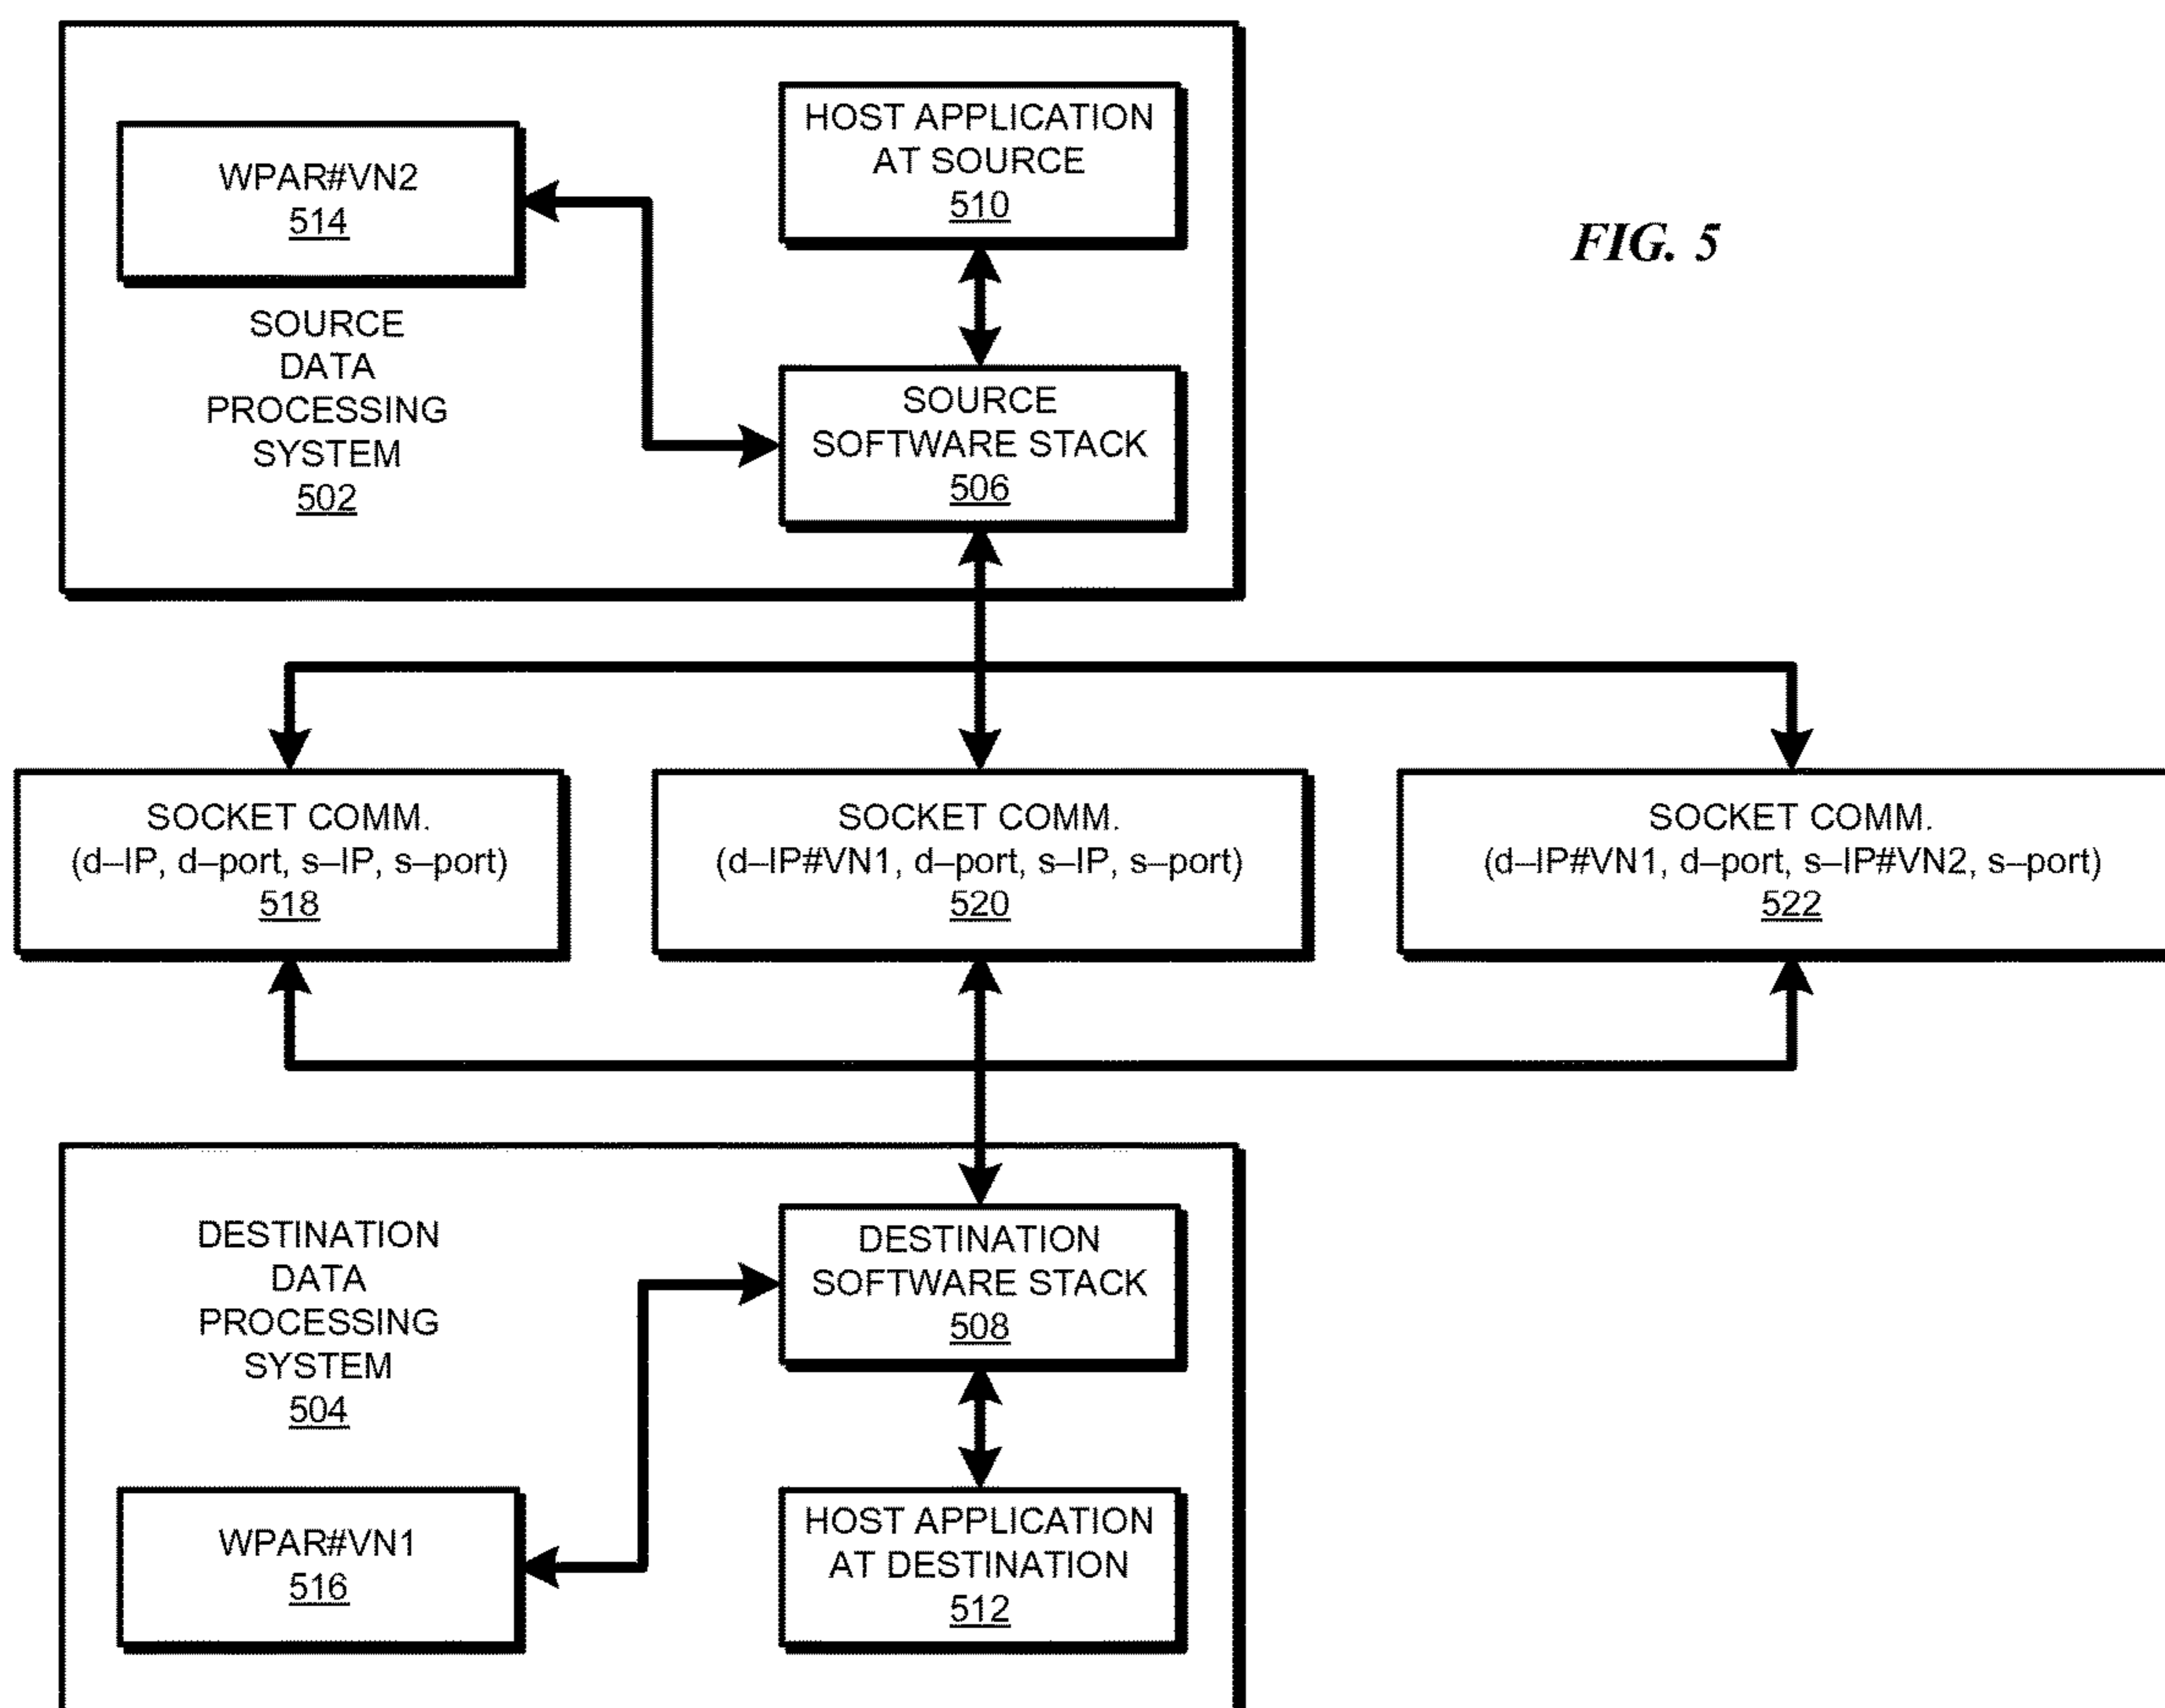 WPAR#VN2
514
HOST APPLICATION
AT SOURCE
510
FIG. 5
SOURCE
DATA
PROCESSING
SYSTEM
502
SOURCE
SOFTWARE STACK
506
SOCKET COMM.
(d–IP, d–port, s–IP, s–port)
518
SOCKET COMM.
(d–IP#VN1, d–port, s–IP, s–port)
520
SOCKET COMM.
(d–IP#VN1, d–port, s–IP#VN2, s–port)
522
DESTINATION
DATA
PROCESSING
SYSTEM
504
DESTINATION
SOFTWARE STACK
508
WPAR#VN1
516
HOST APPLICATION
AT DESTINATION
512